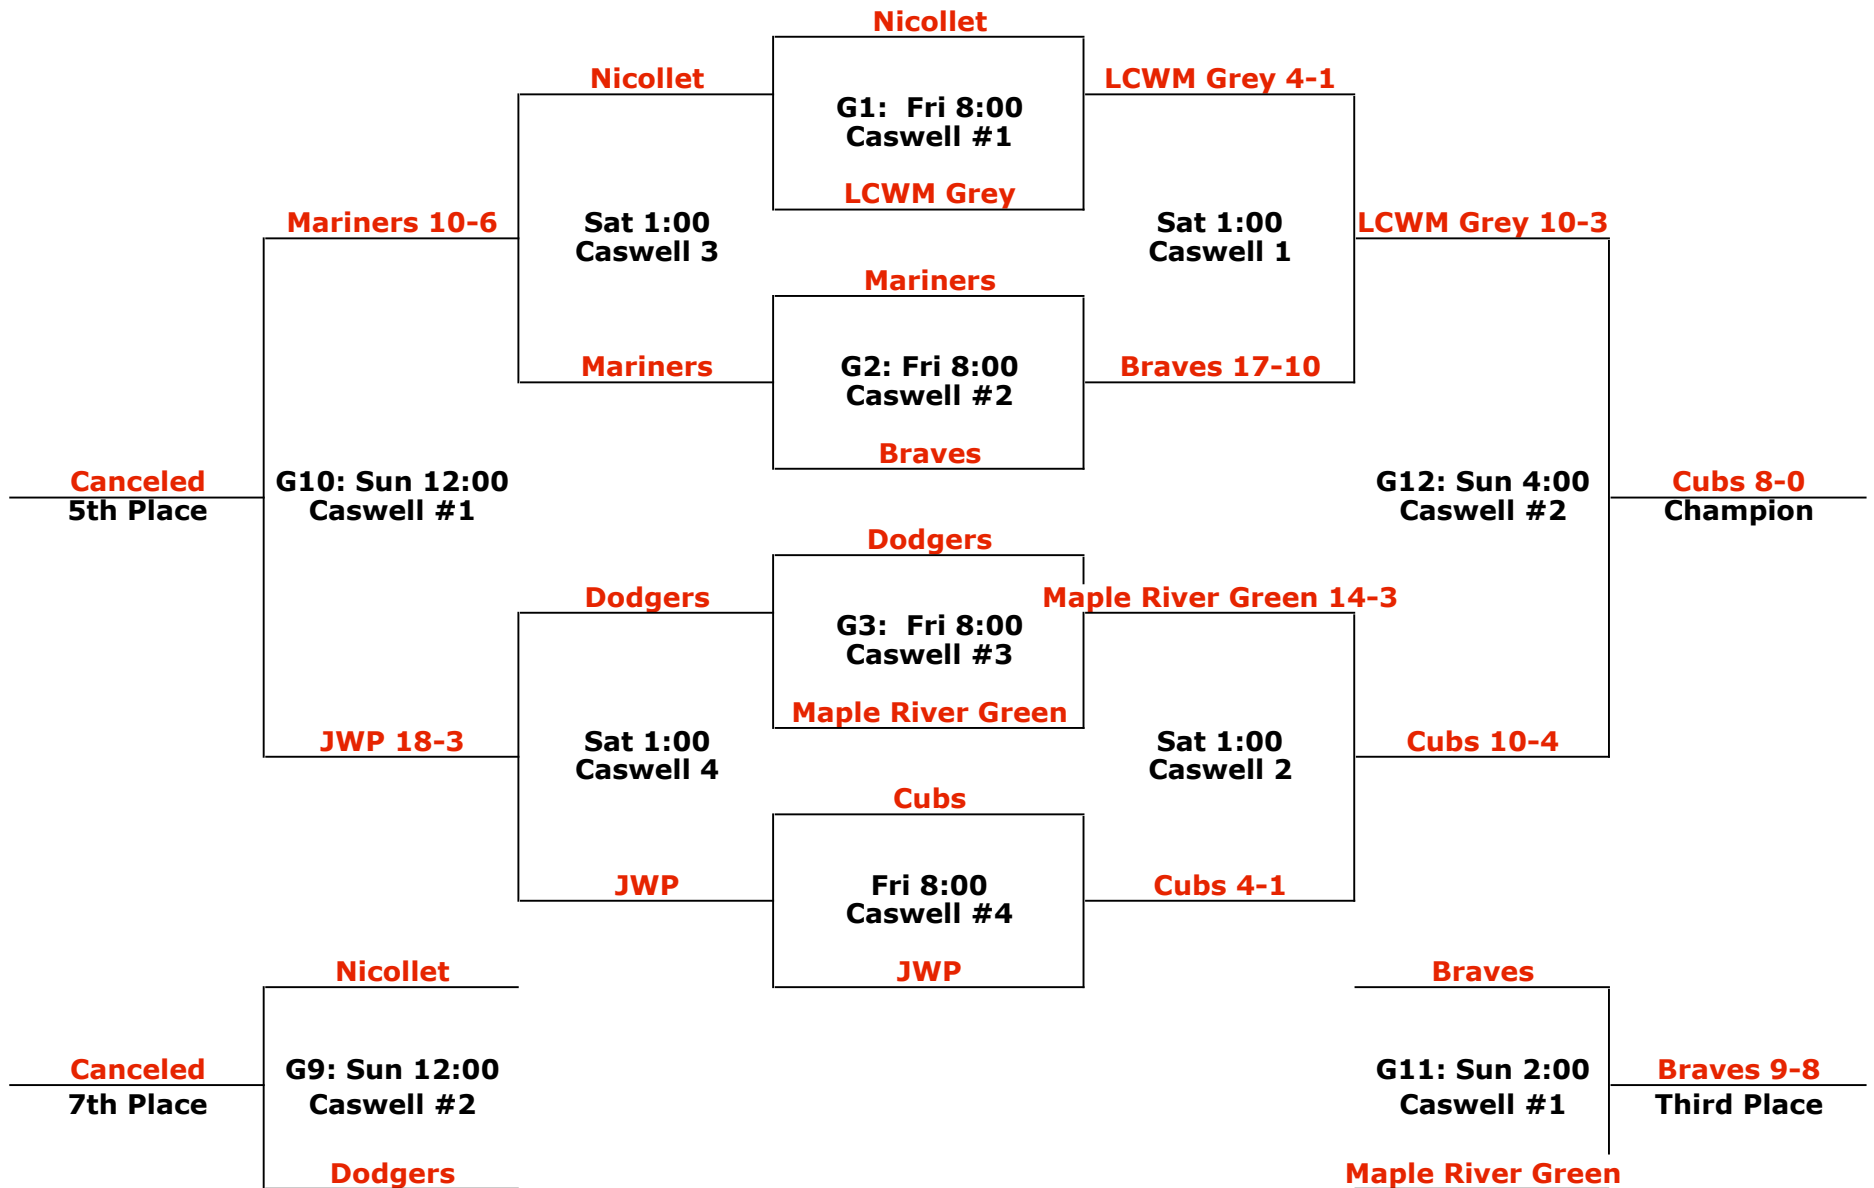 Nicollet
Nicollet
LCWM Grey 4-1
G1:  Fri 8:00
Caswell #1
LCWM Grey
Mariners 10-6
Sat 1:00
Caswell 3
Sat 1:00
Caswell 1
LCWM Grey 10-3
Mariners
Mariners
G2: Fri 8:00
Caswell #2
Braves 17-10
Braves
Canceled
5th Place
G10: Sun 12:00
Caswell #1
G12: Sun 4:00
Caswell #2
Cubs 8-0
Champion
Dodgers
Dodgers
Maple River Green 14-3
G3:  Fri 8:00
Caswell #3
Maple River Green
JWP 18-3
Sat 1:00
Caswell 4
Sat 1:00
Caswell 2
Cubs 10-4
Cubs
JWP
Fri 8:00
Caswell #4
Cubs 4-1
Nicollet
JWP
Braves
Canceled
7th Place
G9: Sun 12:00
Caswell #2
G11: Sun 2:00
Caswell #1
Braves 9-8
Third Place
Dodgers
Maple River Green